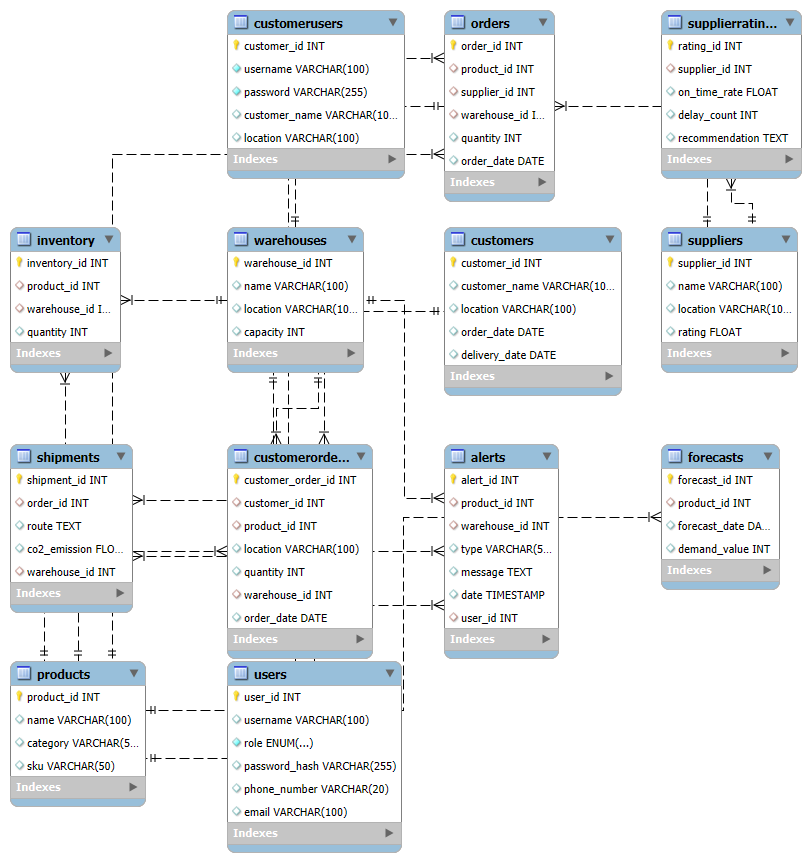 customerusers
customer_id INT
username VARCHAR(100)
password VARCHAR(255)
customer_name VARCHAR(10...
location VARCHAR(100)
Indexes
orders
order_id INT
product_id INT
supplier_id INT
warehouse_id I...
quantity INT
order_date DATE
Indexes
supplierratin...
rating_id INT
supplier_id INT
on_time_rate FLOAT
delay_count INT
recommendation TEXT
Indexes
inventory
inventory_id INT
product_id INT
warehouse_id I...
quantity INT
Indexes
warehouses
warehouse_id INT
name VARCHAR(100)
location VARCHAR(10...
capacity INT
Indexes
customers
customer_id INT
customer_name VARCHAR(10...
location VARCHAR(100)
order_date DATE
delivery_date DATE
Indexes
suppliers
supplier_id INT
name VARCHAR(100)
location VARCHAR(10...
rating FLOAT
Indexes
shipments
shipment_id INT
order_id INT
route TEXT
co2_emission FLO...
warehouse_id INT
Indexes
customerorde...
customer_order_id INT
customer_id INT
product_id INT
location VARCHAR(100)
quantity INT
warehouse_id INT
order_date DATE
Indexes
alerts
alert_id INT
product_id INT
warehouse_id INT
type VARCHAR(5...
message TEXT
date TIMESTAMP
user_id INT
Indexes
forecasts
forecast_id INT
product_id INT
forecast_date DA...
demand_value INT
Indexes
products
product_id INT
name VARCHAR(100)
category VARCHAR(5...
sku VARCHAR(50)
Indexes
users
user_id INT
username VARCHAR(100)
role ENUM(...)
password_hash VARCHAR(255)
phone_number VARCHAR(20)
email VARCHAR(100)
Indexes